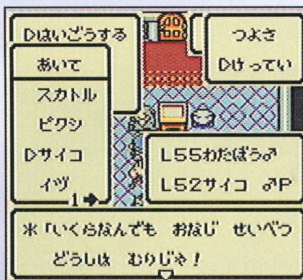 Dはいごうする
あいて
スカトル
ピクシ
Dサイコ
イヅ
1➔
つよさ
Dけってい
L55わたぼう♂
L52サイコ ♂P
＊「いくらなんでも おなじ せいべつ
どうしは むりじゃ！